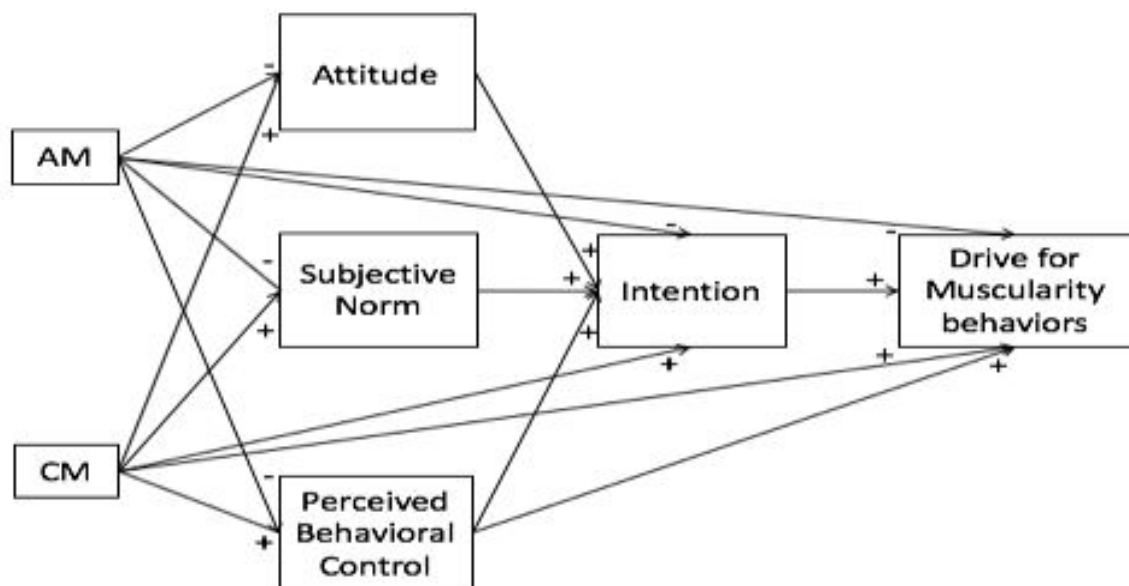 Attitude
-
+
AM
-
-
Subjective
Norm
-
+
+
+
+
Intention
+
+
Drive for
Muscularity
behaviors
+
+
CM
-
+
Perceived
Behavioral
Control